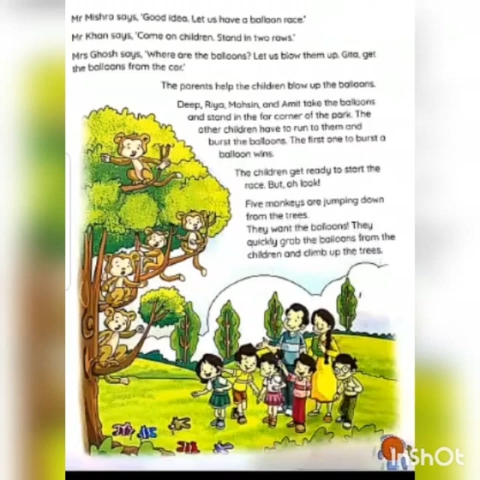 Mr Mishra says, 'Good idea. Let us have a balloon race.'
Mr Khan says, 'Come on children. Stand in two rows.'
Mrs Ghosh says, 'Where are the balloons? Let us blow them up. Gita, get
the balloons from the car.'
The parents help the children blow up the balloons.
Deep, Riya, Mohsin, and Amit take the balloons
and stand in the far corner of the park. The
other children have to run to them and
burst the balloons. The first one to burst a
balloon wins.
The children get ready to start the
race. But, oh look!
Five monkeys are jumping down
from the trees.
They want the balloons! They
quickly grab the balloons from the
children and climb up the trees.
InShOt